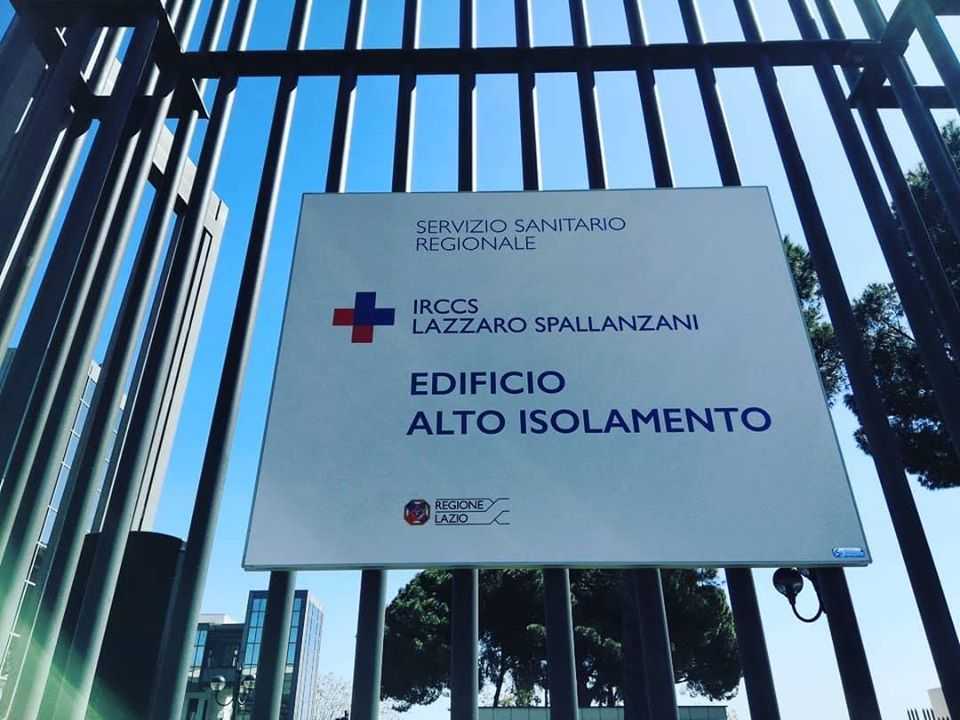 SERVIZIO SANITARIO
REGIONALE
IRCCS
LAZZARO SPALLANZANI
EDIFICIO
ALTO ISOLAMENTO
REGIONE
LAZIO